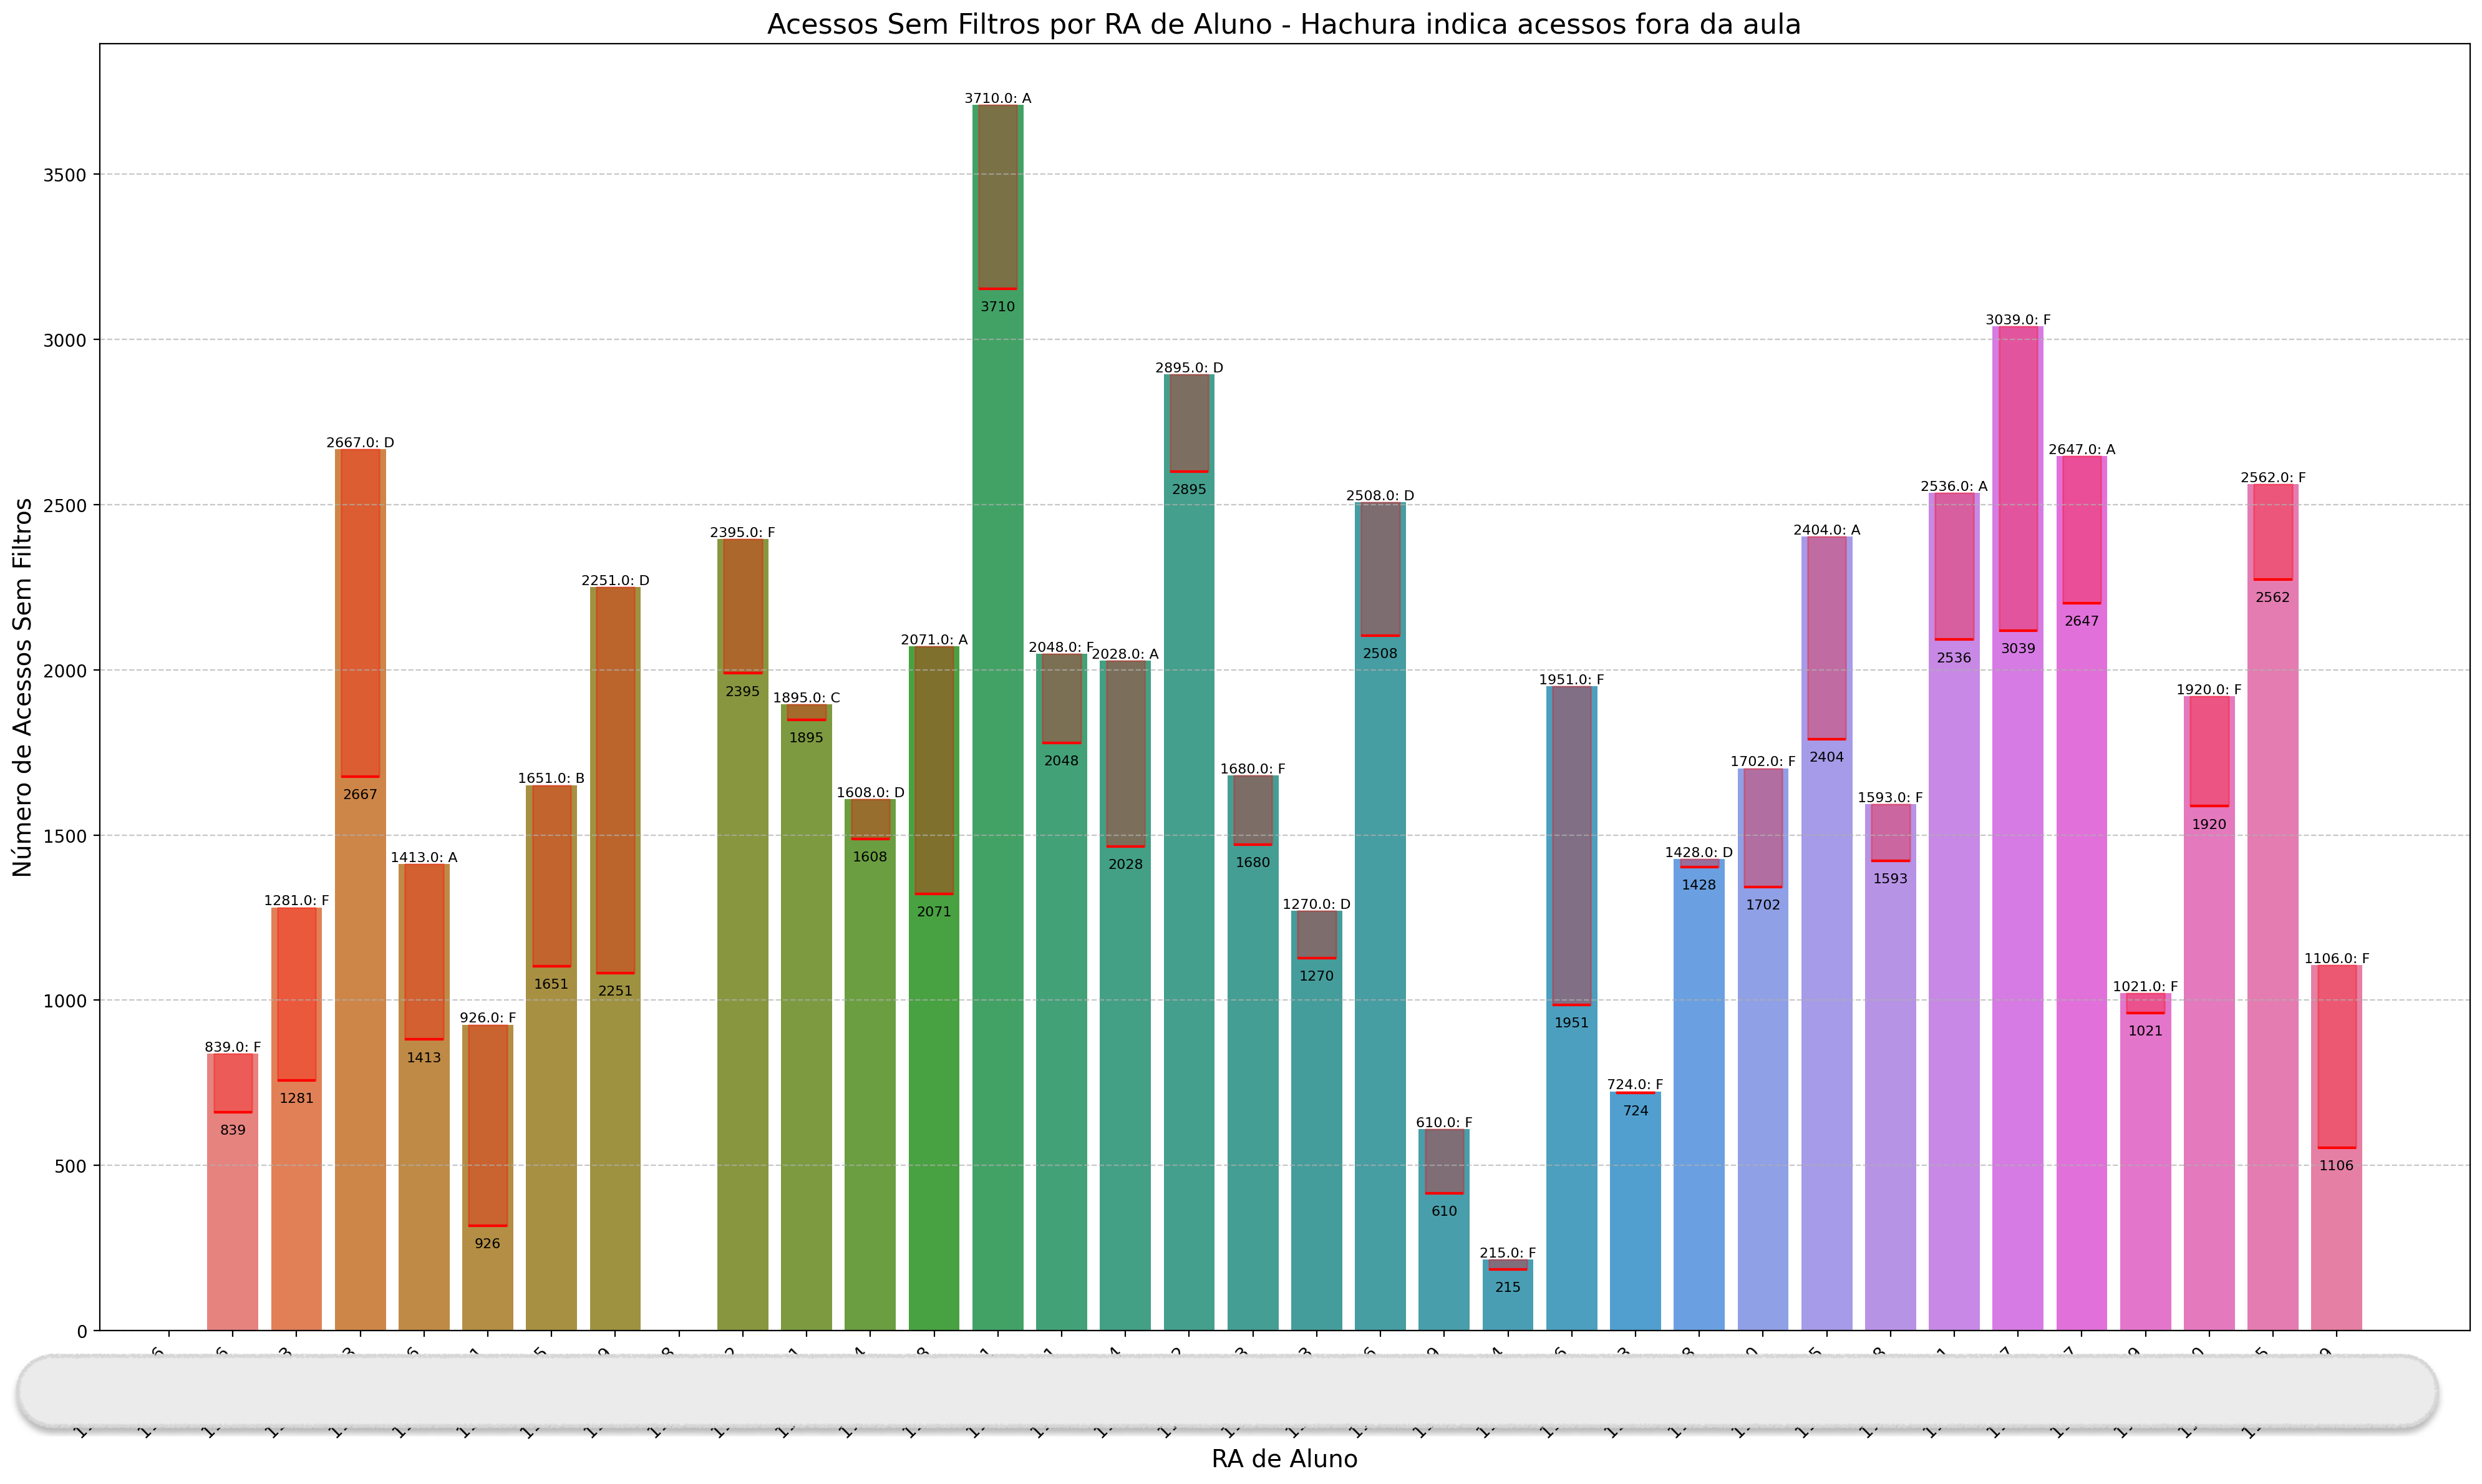 Acessos Sem Filtros por RA de Aluno - Hachura indica acessos fora da aula
Número de Acessos Sem Filtros
3500
3000
2500
2000
1500
1000
500
0
839.0: F
839
1281.0: F
1281
2667.0: D
2667
1413.0: A
1413
926.0: F
926
1651.0: B
1651
2251.0: D
2251
2395.0: F
2395
1895.0: C
1895
1608.0: D
1608
2071.0: A
2071
3710.0: A
3710
2048.0: F
2048
2028.0: A
2028
2895.0: D
2895
1680.0: F
1680
1270.0: D
1270
2508.0: D
2508
610.0: F
610
215.0: F
215
1951.0: F
1951
724.0: F
724
1428.0: D
1428
1702.0: F
1702
2404.0: A
2404
1593.0: F
1593
2536.0: A
2536
3039.0: F
3039
2647.0: A
2647
1021.0: F
1021
1920.0: F
1920
2562.0: F
2562
1106.0: F
1106
RA de Aluno